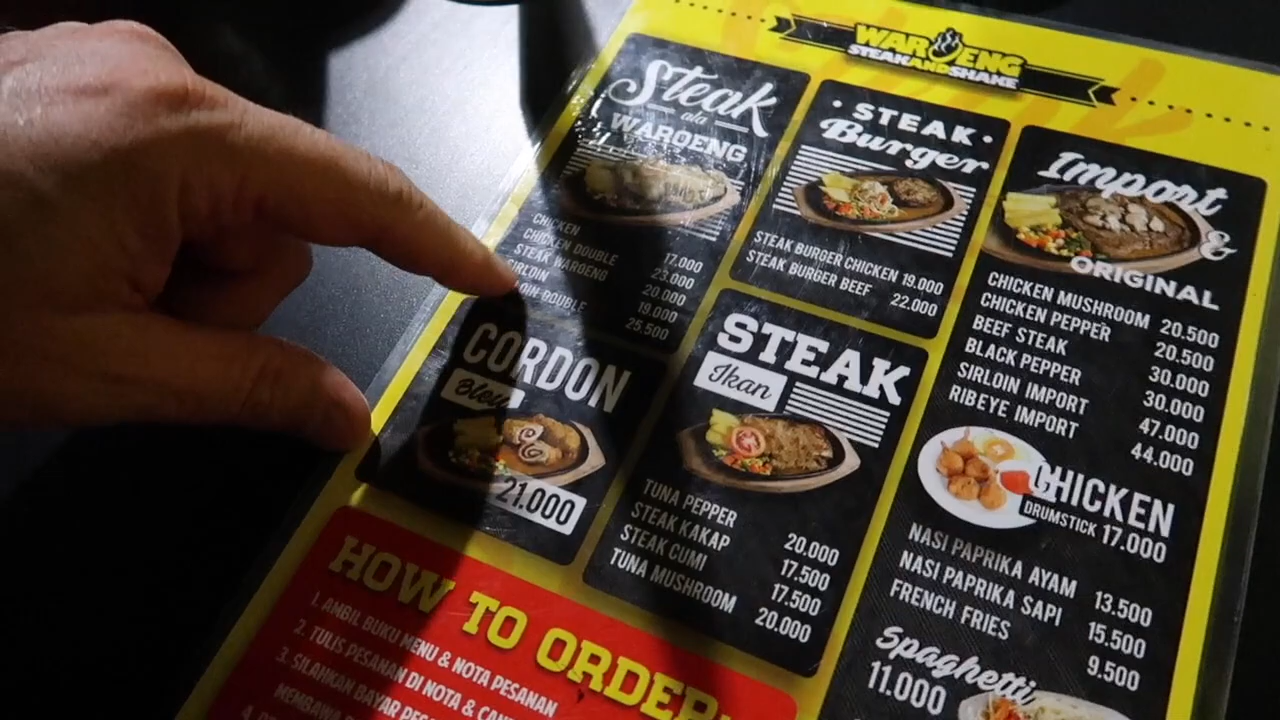 WAROENG
STEAK AND SHAKE
Steak
ala
WAROENG
CHICKEN 17.000
CHICKEN DOUBLE 23.000
STEAK WAROENG 20.000
SIRLOIN 19.000
DOUBLE 25.500
CORDON
Bleu
21.000
• STEAK •
Burger
STEAK BURGER CHICKEN 19.000
STEAK BURGER BEEF 22.000
STEAK
Ikan
TUNA PEPPER 20.000
STEAK KAKAP 17.500
STEAK CUMI 17.500
TUNA MUSHROOM 20.000
Import
&
ORIGINAL
CHICKEN MUSHROOM 20.500
CHICKEN PEPPER 20.500
BEEF STEAK 30.000
BLACK PEPPER 30.000
SIRLOIN IMPORT 47.000
RIBEYE IMPORT 44.000
CHICKEN
DRUMSTICK 17.000
NASI PAPRIKA AYAM 13.500
NASI PAPRIKA SAPI 15.500
FRENCH FRIES 9.500
Spaghetti
11.000
HOW TO ORDER
1. AMBIL BUKU MENU & NOTA PESANAN
2. TULIS PESANAN DI NOTA &
3. SILAHKAN BAYAR